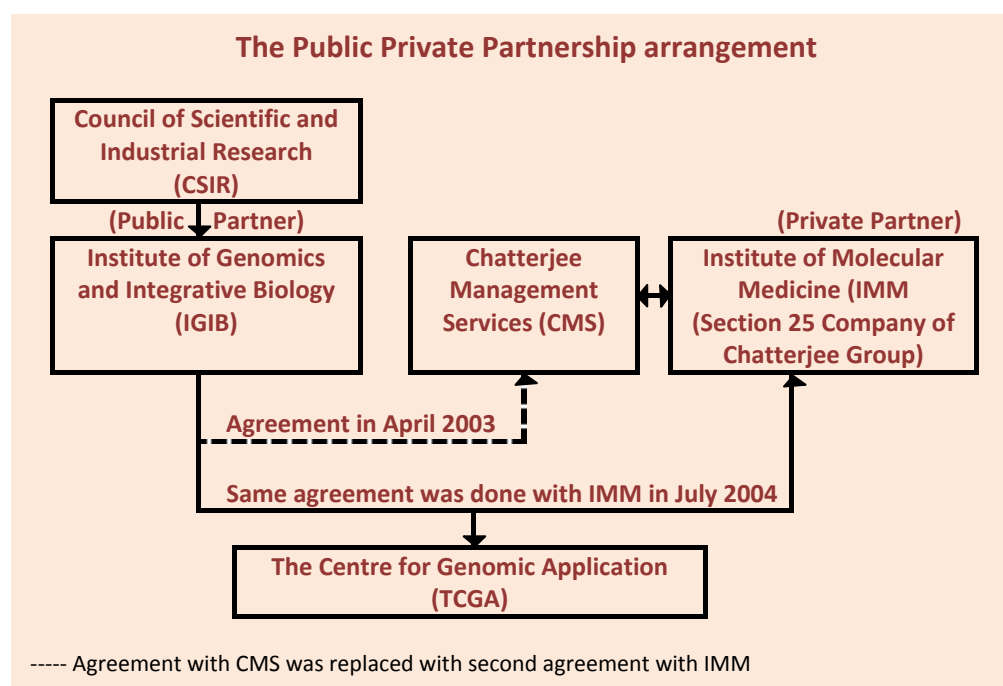 The Public Private Partnership arrangement
Council of Scientific and
Industrial Research
(CSIR)
(Public Partner)
Institute of Genomics
and Integrative Biology
(IGIB)
Chatterjee
Management
Services (CMS)
(Private Partner)
Institute of Molecular
Medicine (IMM
(Section 25 Company of
Chatterjee Group)
Agreement in April 2003
Same agreement was done with IMM in July 2004
The Centre for Genomic Application
(TCGA)
----- Agreement with CMS was replaced with second agreement with IMM